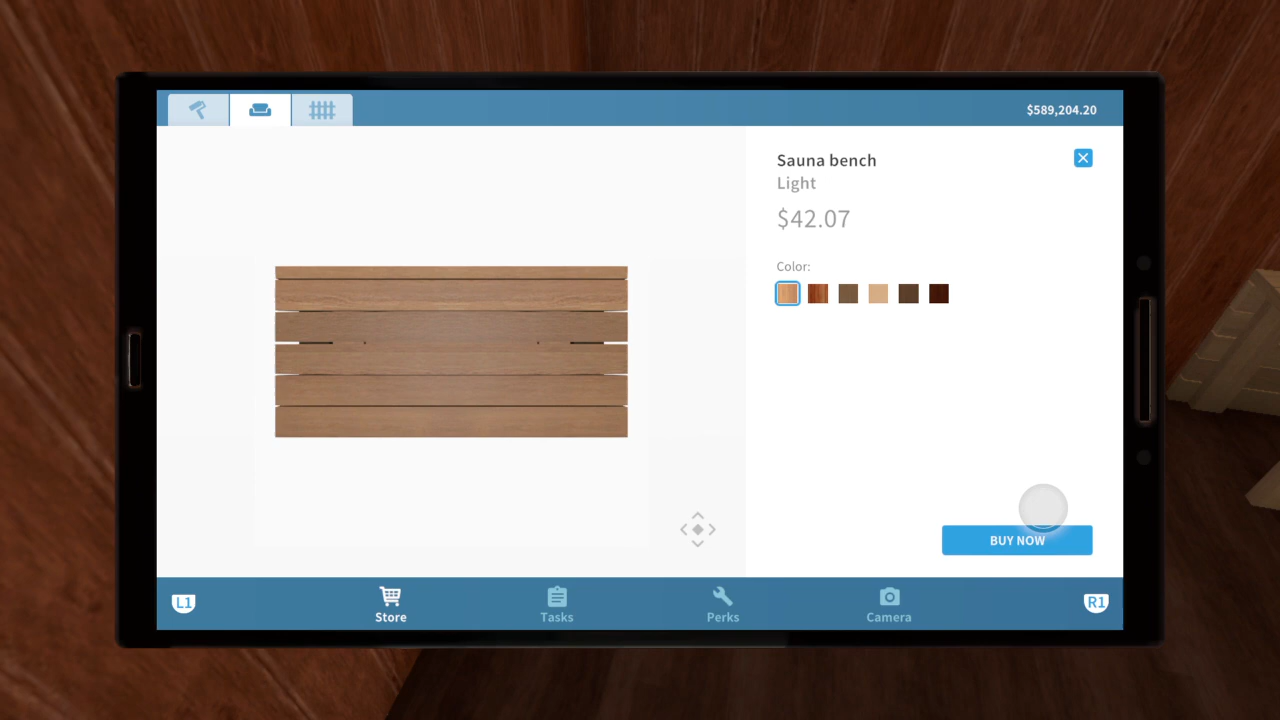 $589,204.20
Sauna bench
Light
$42.07
Color:
BUY NOW
L1
Store
Tasks
Perks
Camera
R1